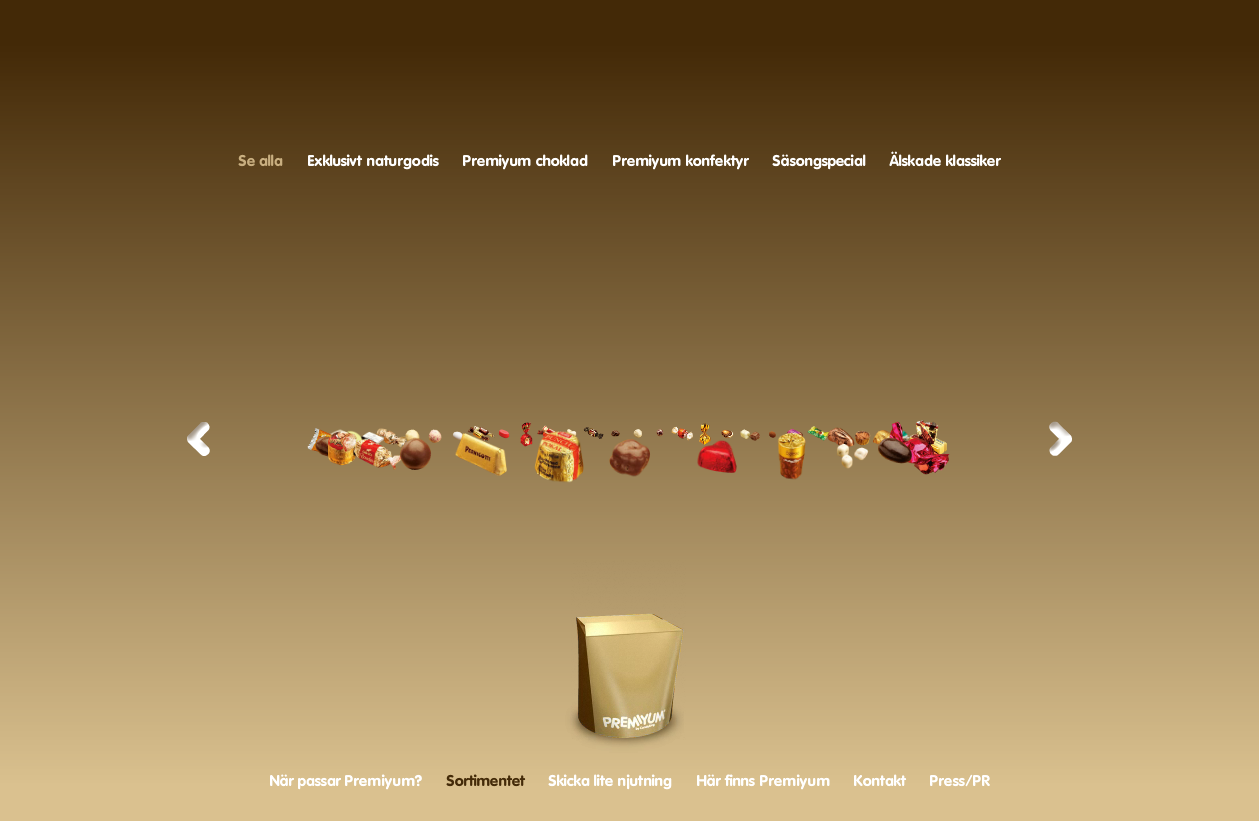 Se alla Exklusivt naturgodis Premiyum choklad Premiyum konfektyr Säsongspecial Älskade klassiker
PREMIYUM
När passar Premiyum? Sortimentet Skicka lite njutning Här finns Premiyum Kontakt Press/PR